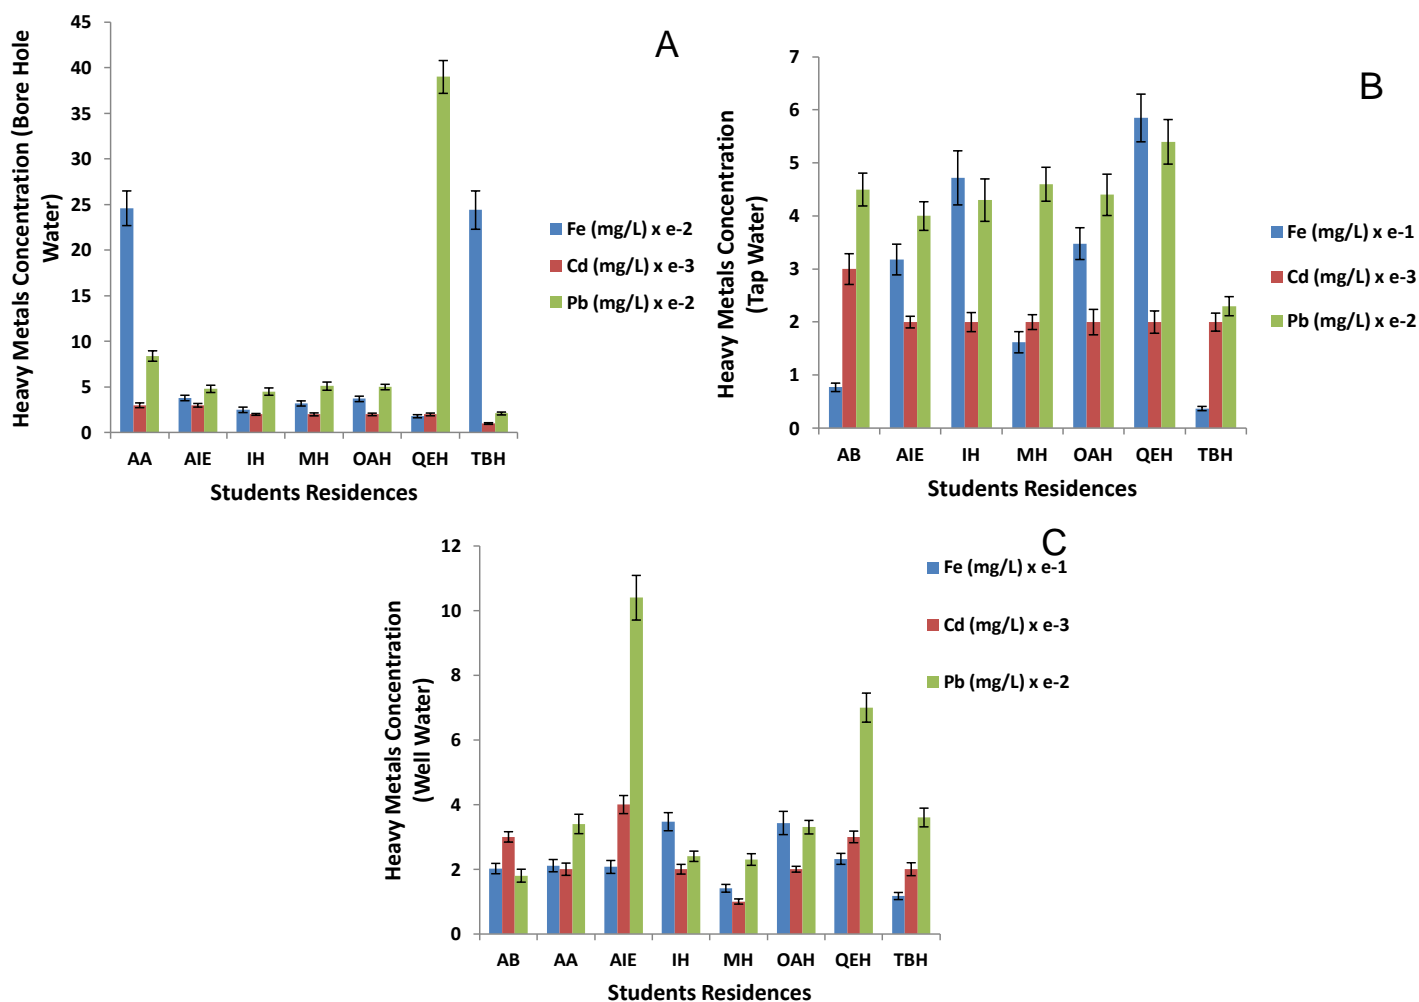 A
Heavy Metals Concentration (Bore Hole
Water)
45
40
35
30
25
20
15
10
5
0
AA AIE IH MH OAH QEH TBH
Students Residences
Fe (mg/L) x e-2
Cd (mg/L) x e-3
Pb (mg/L) x e-2
B
Heavy Metals Concentration
(Tap Water)
7
6
5
4
3
2
1
0
AB AIE IH MH OAH QEH TBH
Students Residences
Fe (mg/L) x e-1
Cd (mg/L) x e-3
Pb (mg/L) x e-2
C
Heavy Metals Concentration
(Well Water)
12
10
8
6
4
2
0
AB AA AIE IH MH OAH QEH TBH
Students Residences
Fe (mg/L) x e-1
Cd (mg/L) x e-3
Pb (mg/L) x e-2